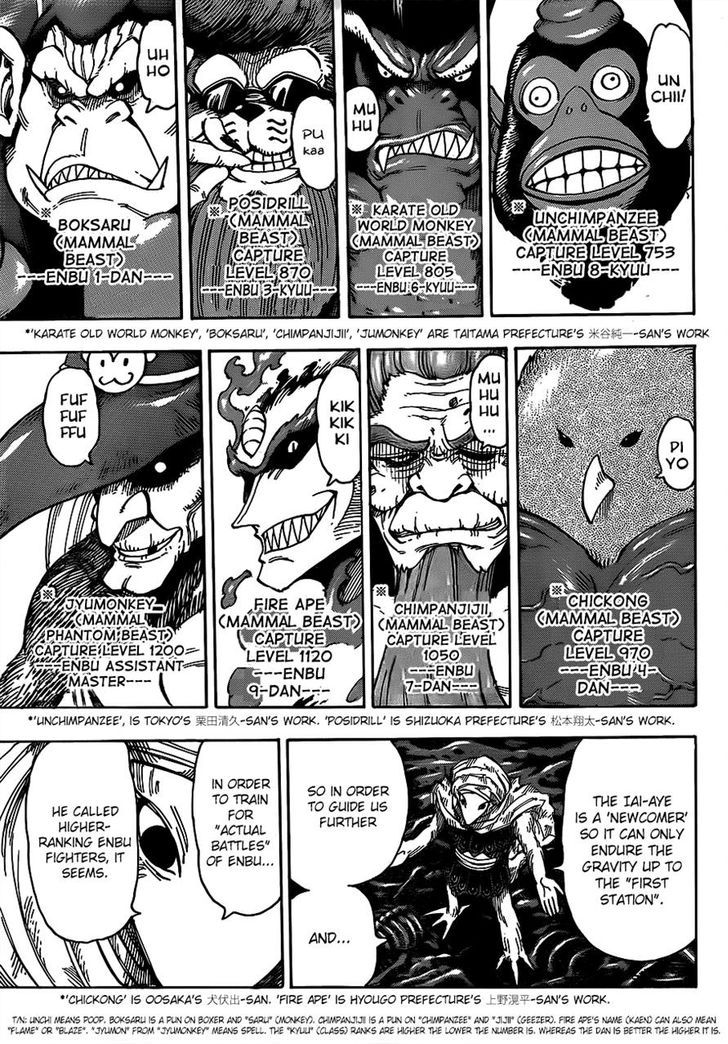 UN
CHII!
※
UNCHIMPANZEE
(MAMMAL BEAST)
CAPTURE LEVEL 753
---ENBU 8-KYUU---
MU
HU
※
KARATE OLD
WORLD MONKEY
(MAMMAL BEAST)
CAPTURE
LEVEL 805
---ENBU 6-KYUU---
PU
kaa
※
POSIDRILL
(MAMMAL
BEAST)
CAPTURE
LEVEL 870
---ENBU 3-KYUU---
UH
HO
※
BOKSARU
(MAMMAL
BEAST)
---ENBU 1-DAN---
*'KARATE OLD WORLD MONKEY', 'BOKSARU', 'CHIMPANJIJII', 'JUMONKEY' ARE TAITAMA PREFECTURE'S 米谷純一-SAN'S WORK
PI
YO
※
CHICKONG
(MAMMAL BEAST)
CAPTURE
LEVEL 970
---ENBU 4-
DAN---
MU
HU
HU
...
※
CHIMPANJIJII
(MAMMAL BEAST)
CAPTURE LEVEL
1050
---ENBU
7-DAN---
KIK
KIK
KI
※
FIRE APE
(MAMMAL BEAST)
CAPTURE
LEVEL 1120
---ENBU
9-DAN---
FUF
FUF
FFU
※
JYUMONKEY_
(MAMMAL
PHANTOM BEAST)
CAPTURE LEVEL 1200
---ENBU ASSISTANT
MASTER---
*'UNCHIMPANZEE', IS TOKYO'S 栗田清久-SAN'S WORK. 'POSIDRILL' IS SHIZUOKA PREFECTURE'S 松本翔太-SAN'S WORK.
THE IAI-AYE
IS A 'NEWCOMER'
SO IT CAN ONLY
ENDURE THE
GRAVITY UP TO
THE "FIRST
STATION".
SO IN ORDER
TO GUIDE US
FURTHER
AND...
IN ORDER
TO TRAIN
FOR
"ACTUAL
BATTLES"
OF ENBU...
HE CALLED
HIGHER-
RANKING ENBU
FIGHTERS, IT
SEEMS.
*'CHICKONG' IS OOSAKA'S 犬伏出-SAN. 'FIRE APE' IS HYOUGO PREFECTURE'S 上野滉平-SAN'S WORK.
T/N: UNCHI MEANS POOP. BOKSARU IS A PUN ON BOXER AND "SARU" (MONKEY). CHIMPANJIJII IS A PUN ON "CHIMPANZEE" AND "JIJII" (GEEZER). FIRE APE'S NAME (KAEN) CAN ALSO MEAN
"FLAME" OR "BLAZE". "JYUMON" FROM "JYUMONKEY" MEANS SPELL. THE "KYUU" (CLASS) RANKS ARE HIGHER THE LOWER THE NUMBER IS. WHEREAS THE DAN IS BETTER THE HIGHER IT IS.